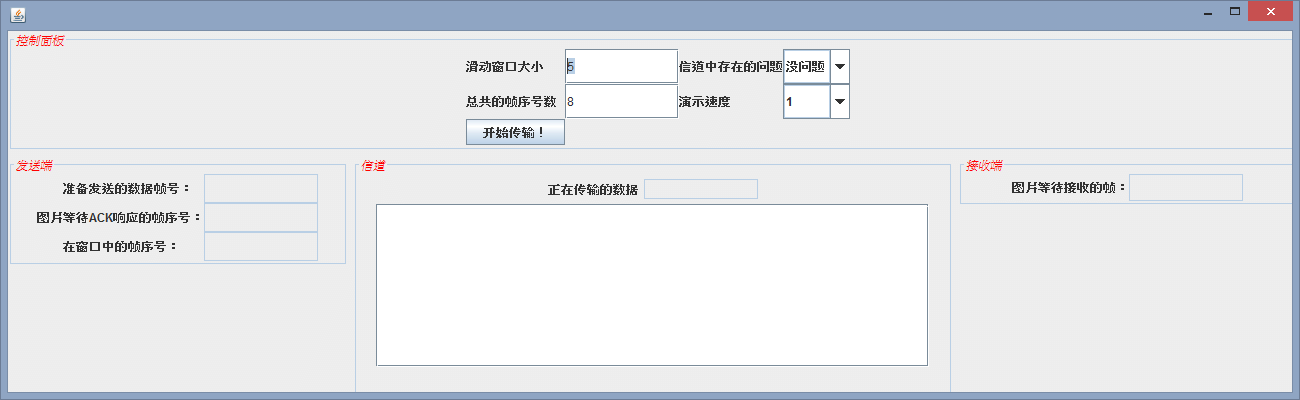 控制面板
滑动窗口大小 5 信道中存在的问题 没问题
总共的帧序号数 8 演示速度 1
开始传输！
发送端
准备发送的数据帧号：
图片等待ACK响应的帧序号：
在窗口中的帧序号：
信道
正在传输的数据
接收端
图片等待接收的帧：